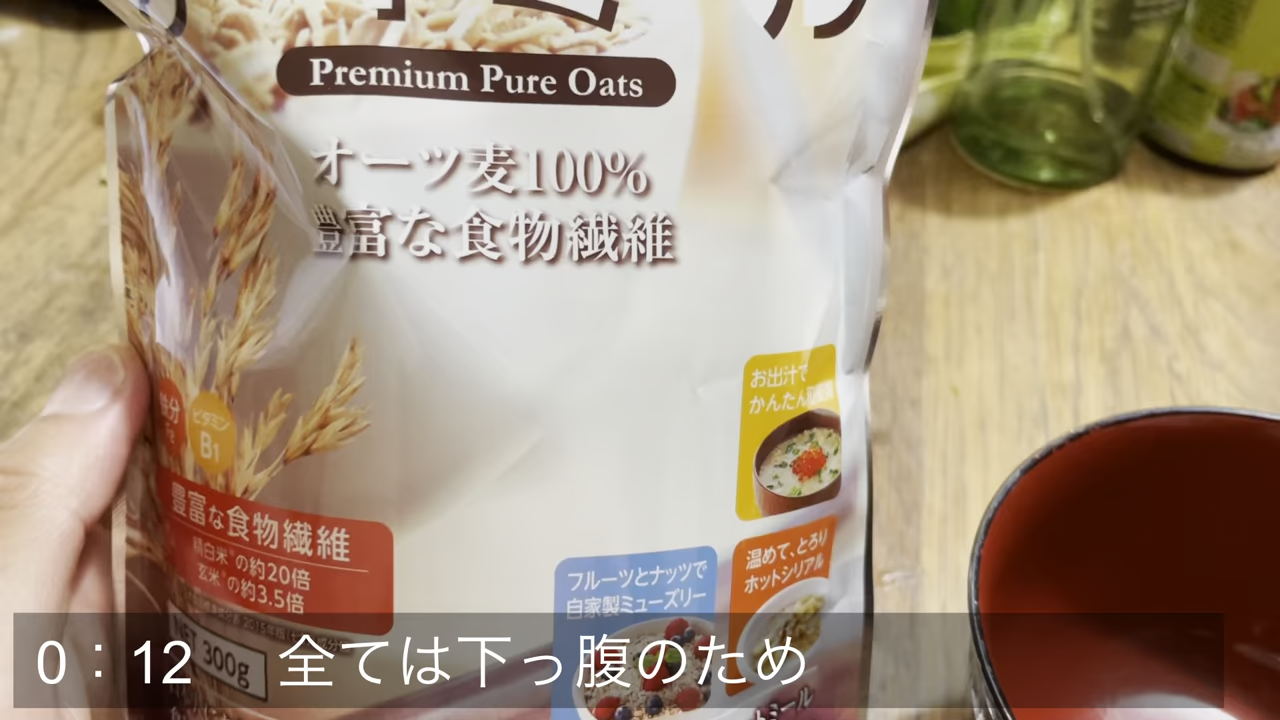 Premium Pure Oats
オーツ麦100%
豊富な食物繊維
お出汁で
かんたん
鉄分
ビタミン
B1
豊富な食物繊維
精白米※の約20倍
玄米※の約3.5倍
温めて、とろり
ホットシリアル
フルーツとナッツで
自家製ミューズリー
NET 300g
0：12 全ては下っ腹のため